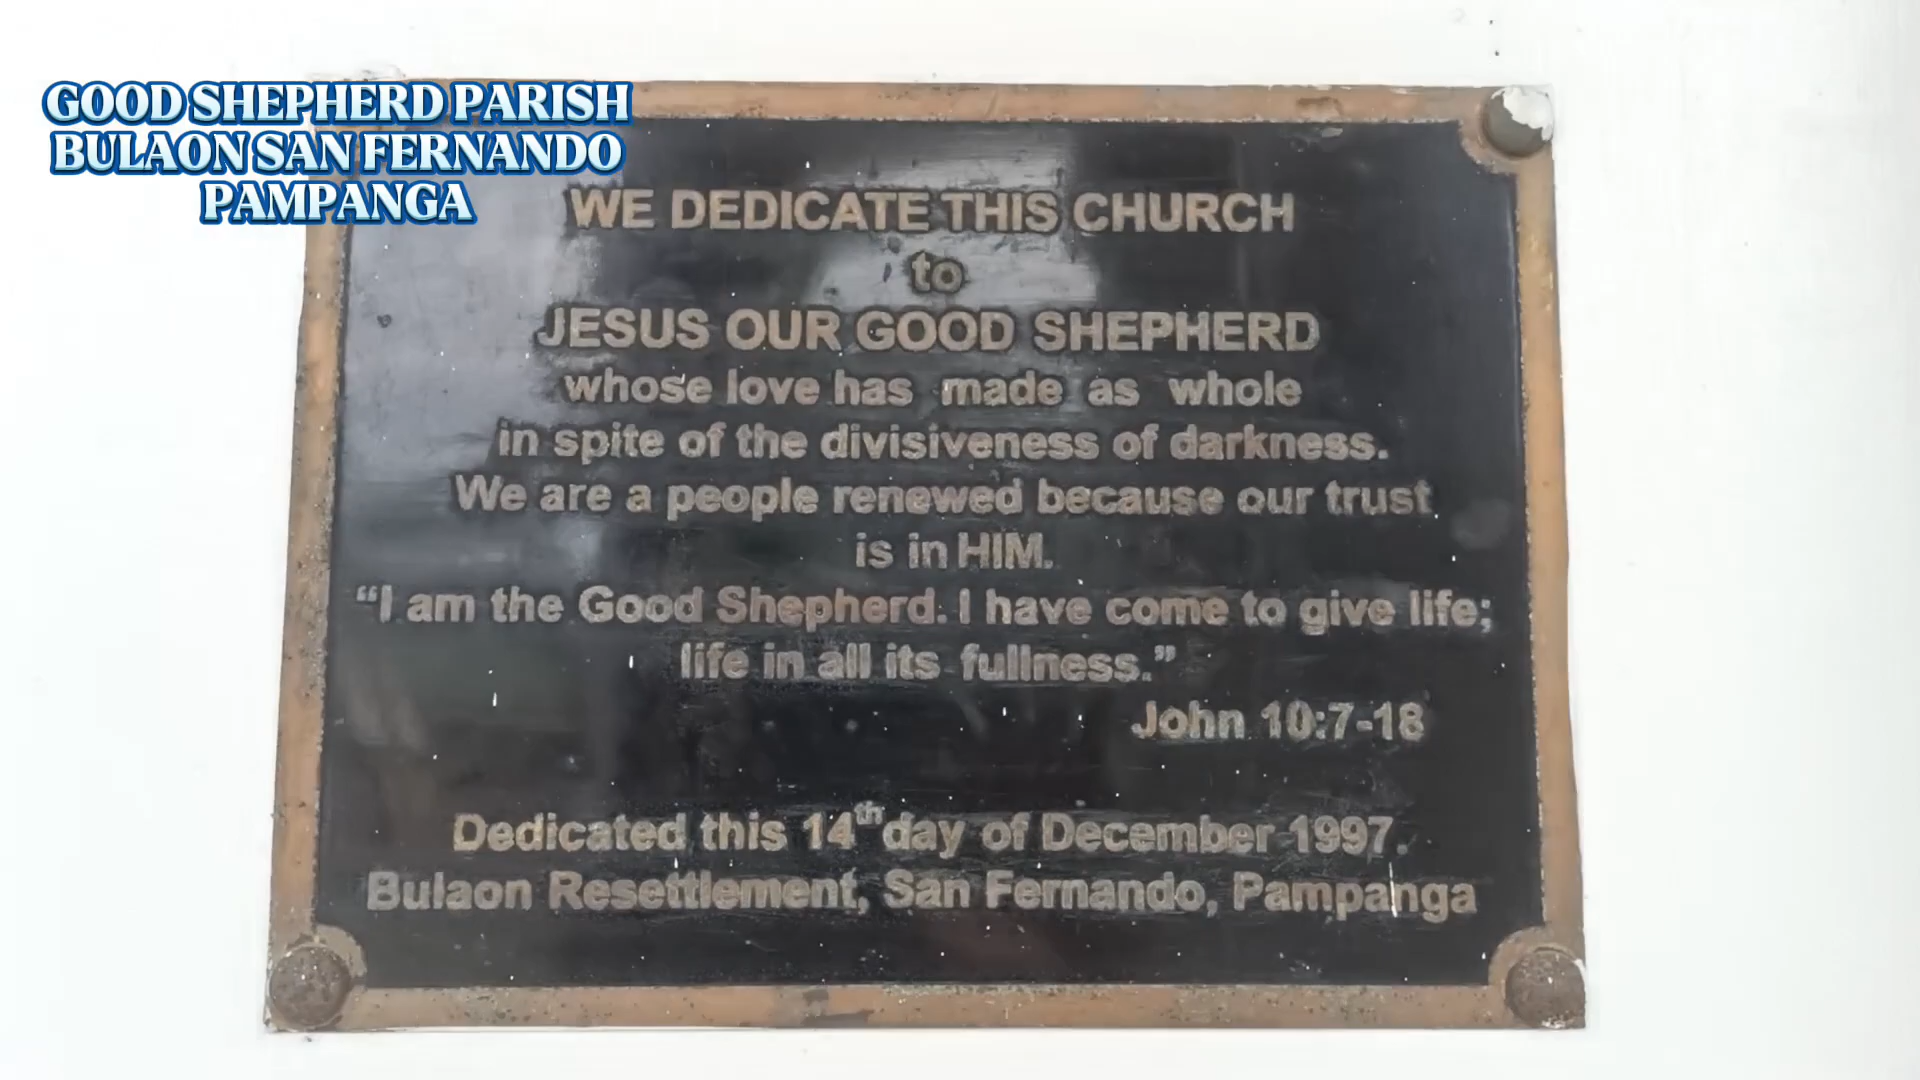 GOOD SHEPHERD PARISH
BULAON SAN FERNANDO
PAMPANGA
WE DEDICATE THIS CHURCH
to
JESUS OUR GOOD SHEPHERD
whose love has made as whole
in spite of the divisiveness of darkness.
We are a people renewed because our trust
is in HIM.
“I am the Good Shepherd. I have come to give life;
life in all its fullness.”
John 10:7-18
Dedicated this 14th day of December 1997.
Bulaon Resettlement, San Fernando, Pampanga